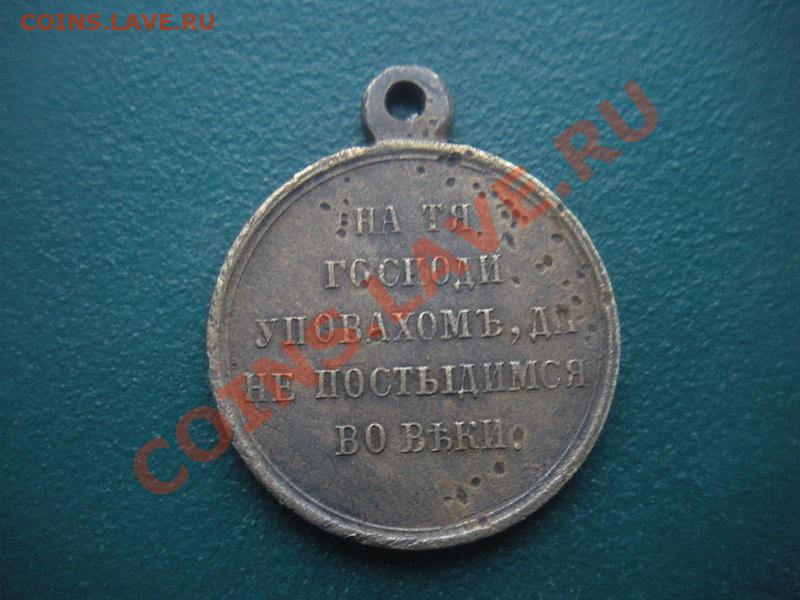 COINS.LAVE.RU
НА ТЯ
ГОСПОДИ
УПОВАХОМЪ, ДА
НЕ ПОСТЫДИМСЯ
ВО ВѢКИ.
COINS.LAVE.RU